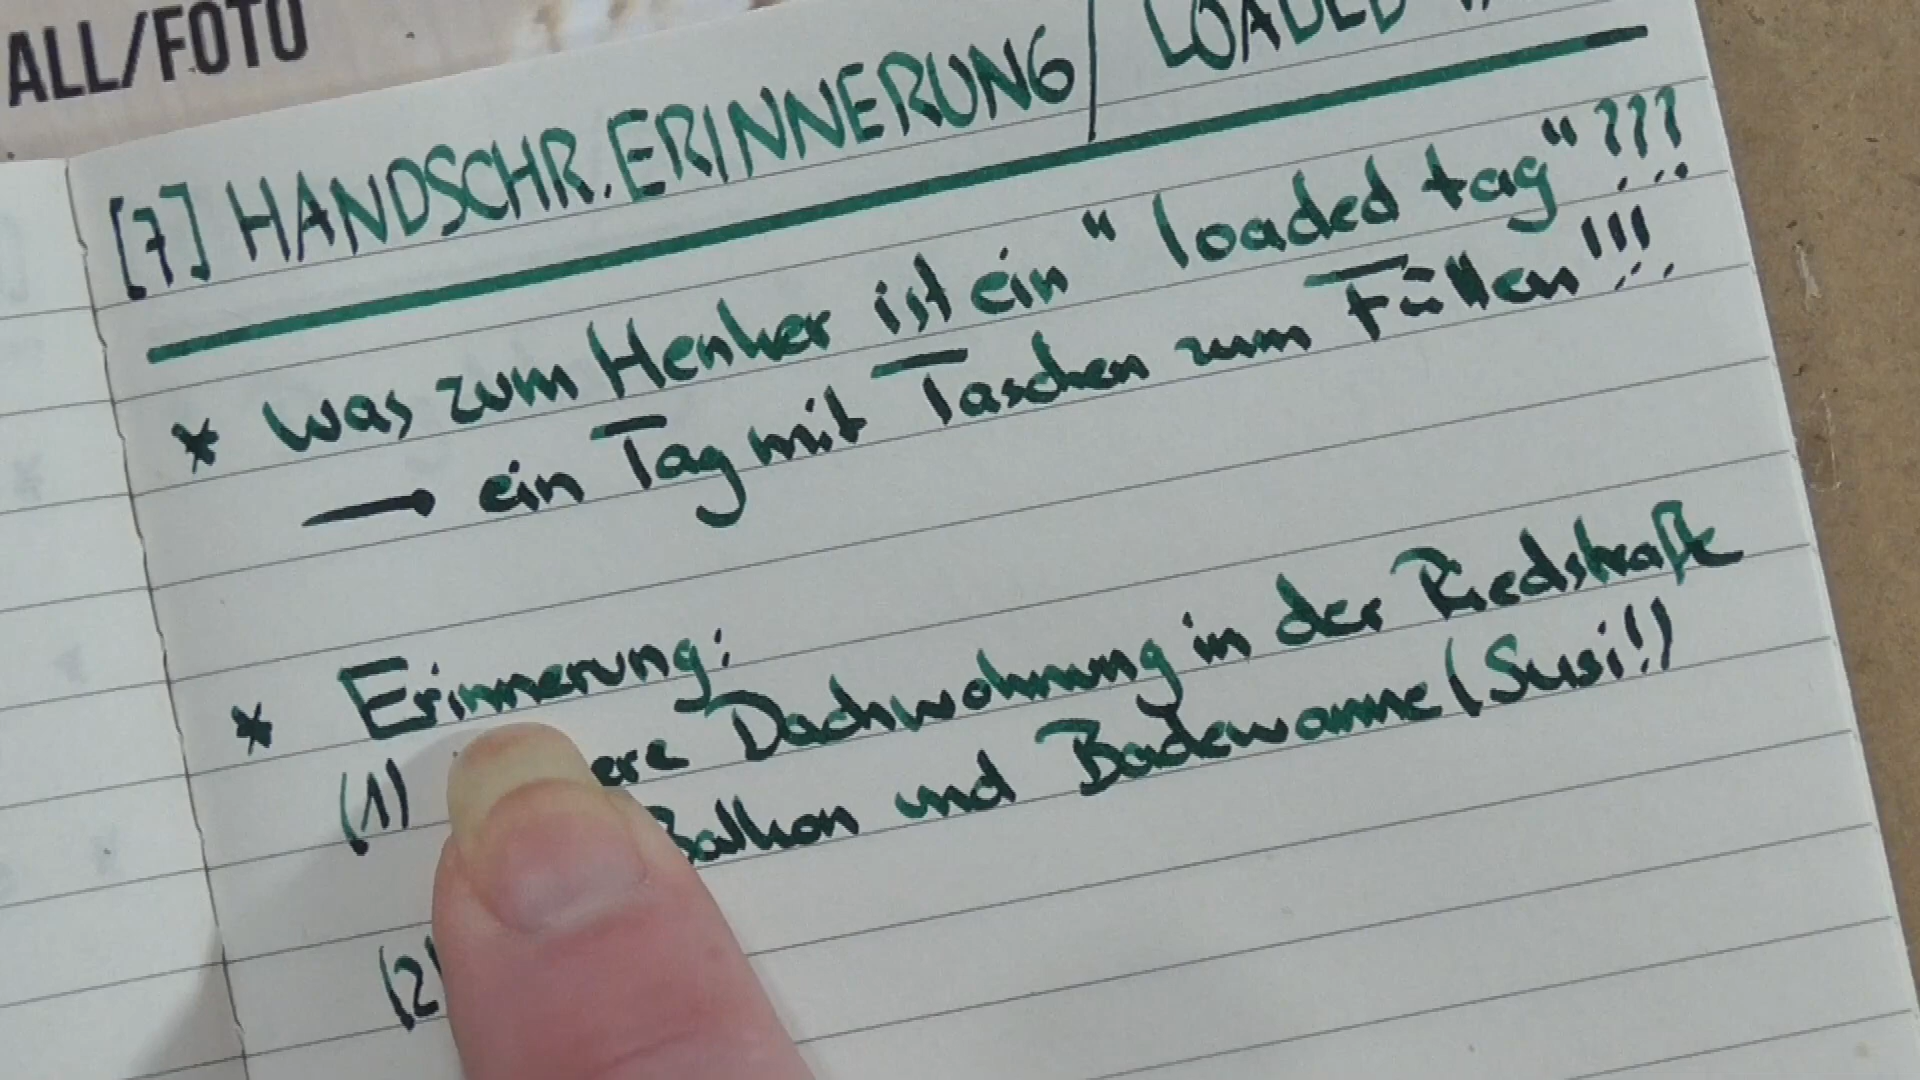 ALL/FOTO
[7] HANDSCHR. ERINNERUNG / LOADED
* Was zum Henker ist ein "loaded tag" ???
→ ein Tag mit Taschen zum Füllen!!!
* Erinnerung:
(1) Dachwohnung in der Riedstraße
Balkon und Badewanne (Susi!)
(2)